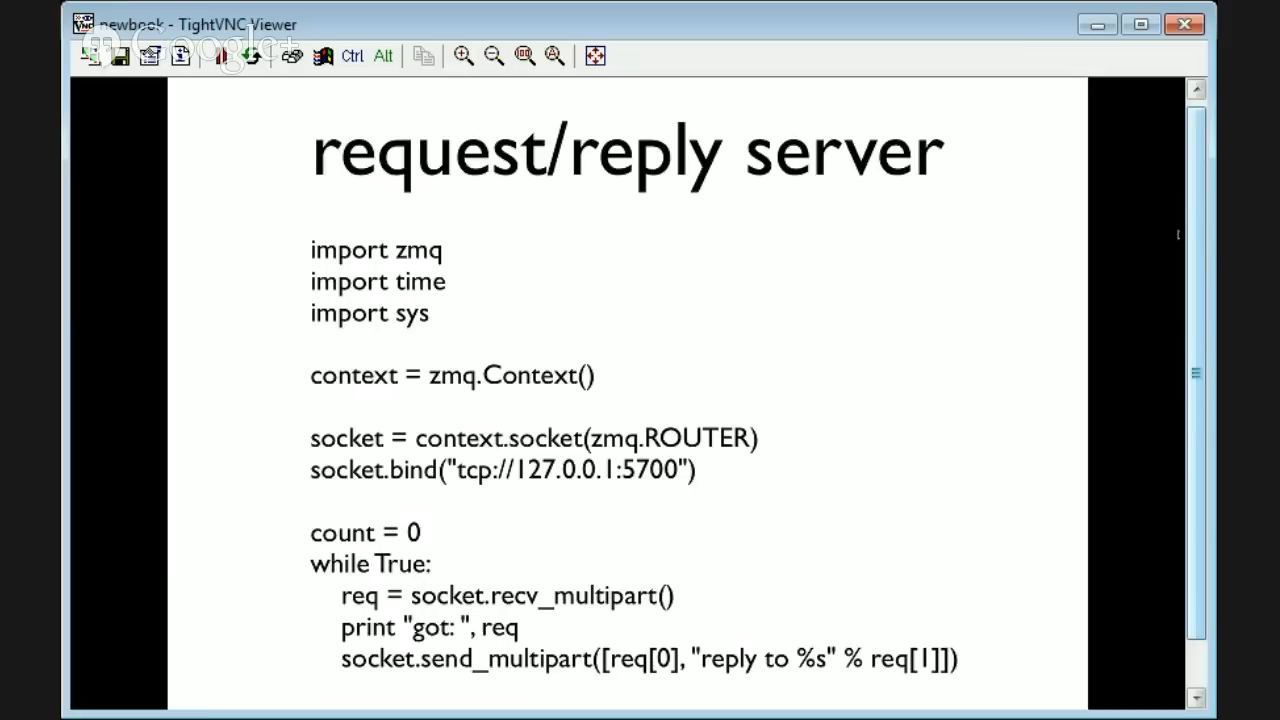 newbook - TightVNC Viewer
Google+
Ctrl Alt
request/reply server
import zmq
import time
import sys
context = zmq.Context()
socket = context.socket(zmq.ROUTER)
socket.bind("tcp://127.0.0.1:5700")
count = 0
while True:
req = socket.recv_multipart()
print "got: ", req
socket.send_multipart([req[0], "reply to %s" % req[1]])